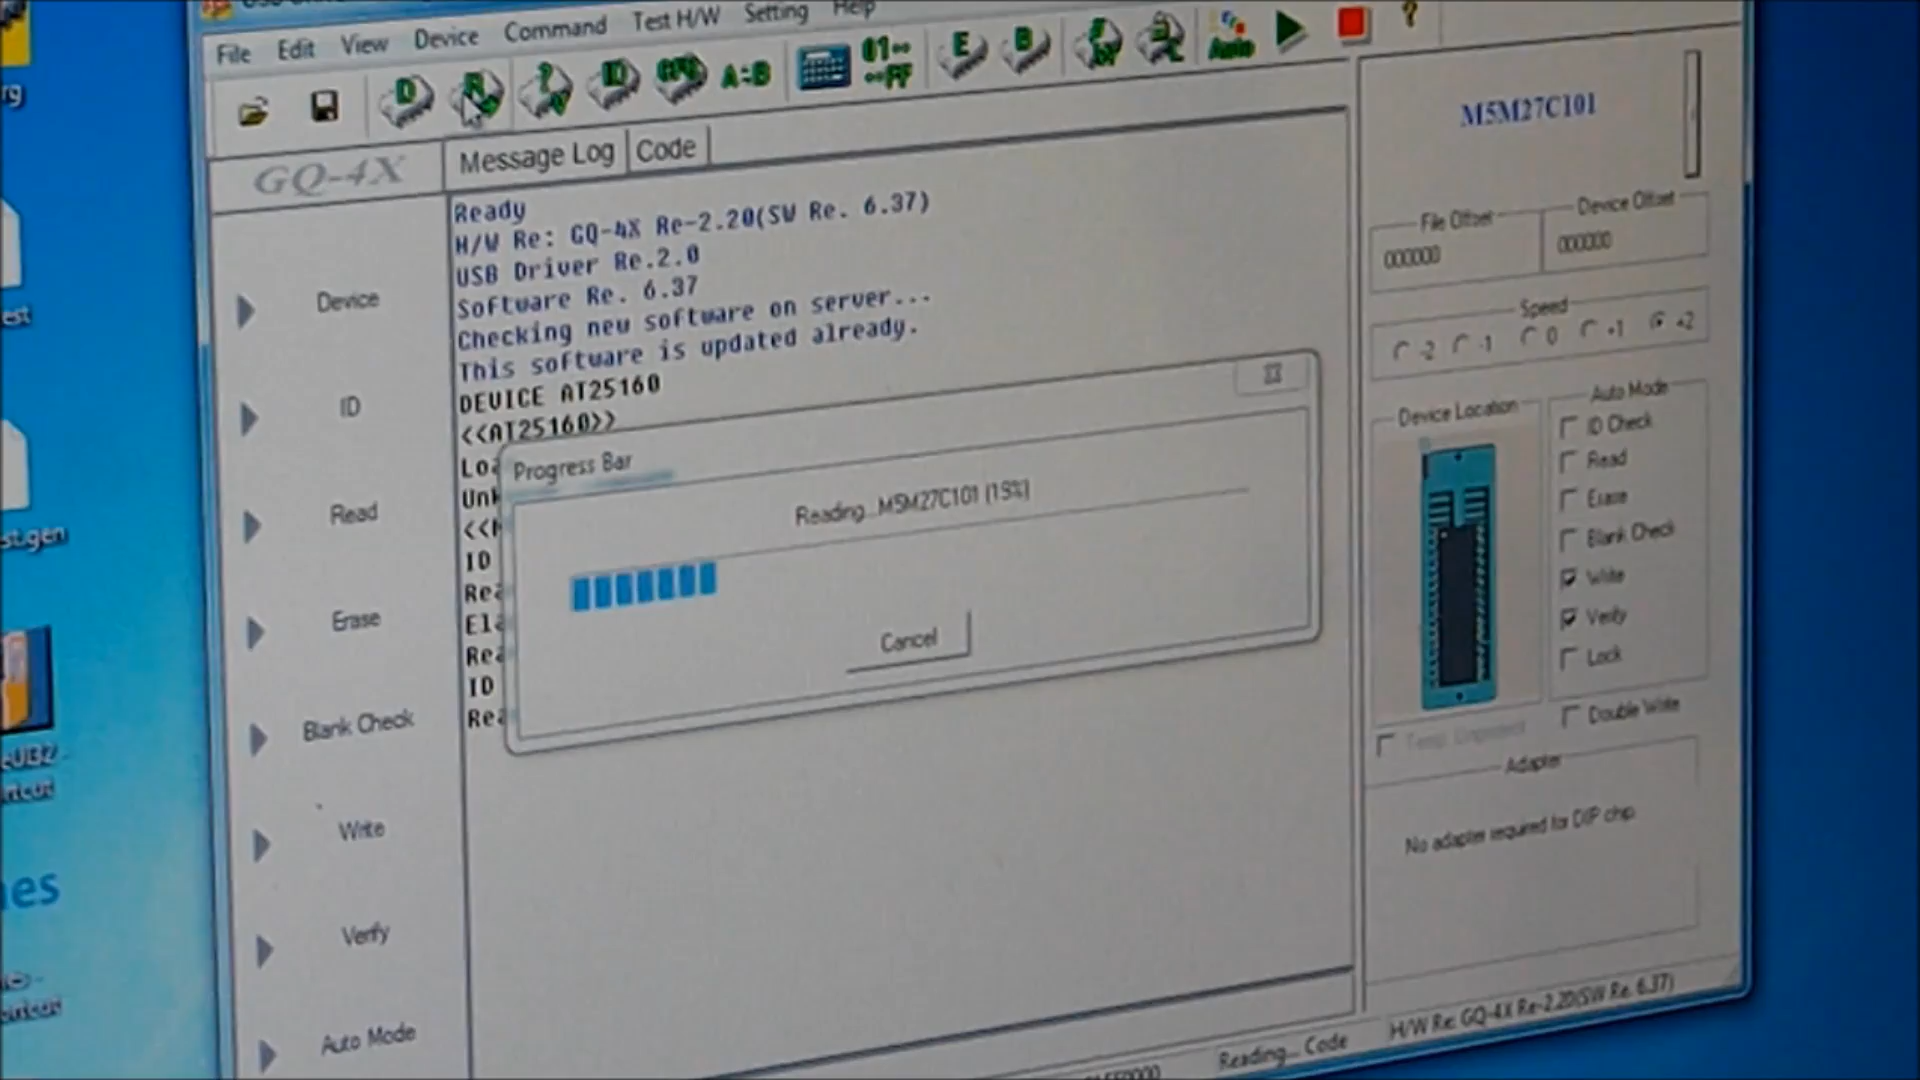 File Edit View Device Command Test H/W Setting Help
D ID A=B 01 FF E B Auto ?
GQ-4X
Message Log Code
Ready
H/W Re: GQ-4X Re-2.20(SW Re. 6.37)
USB Driver Re.2.0
Software Re. 6.37
Checking new software on server...
This software is updated already.
DEVICE AT25160
<<AT25160>>
ID
ID
Progress Bar
Reading...M5M27C101 (15%)
Cancel
Device
ID
Read
Erase
Blank Check
Write
Verify
Auto Mode
M5M27C101
File Offset Device Offset
000000 000000
Speed
-2 -1 0 +1 +2
Device Location
Auto Mode
ID Check
Read
Erase
Blank Check
Write
Verify
Lock
Double Write
Adapter
No adapter required for DIP chip.
Reading... Code
H/W Re: GQ-4X Re-2.20(SW Re. 6.37)
st.gen